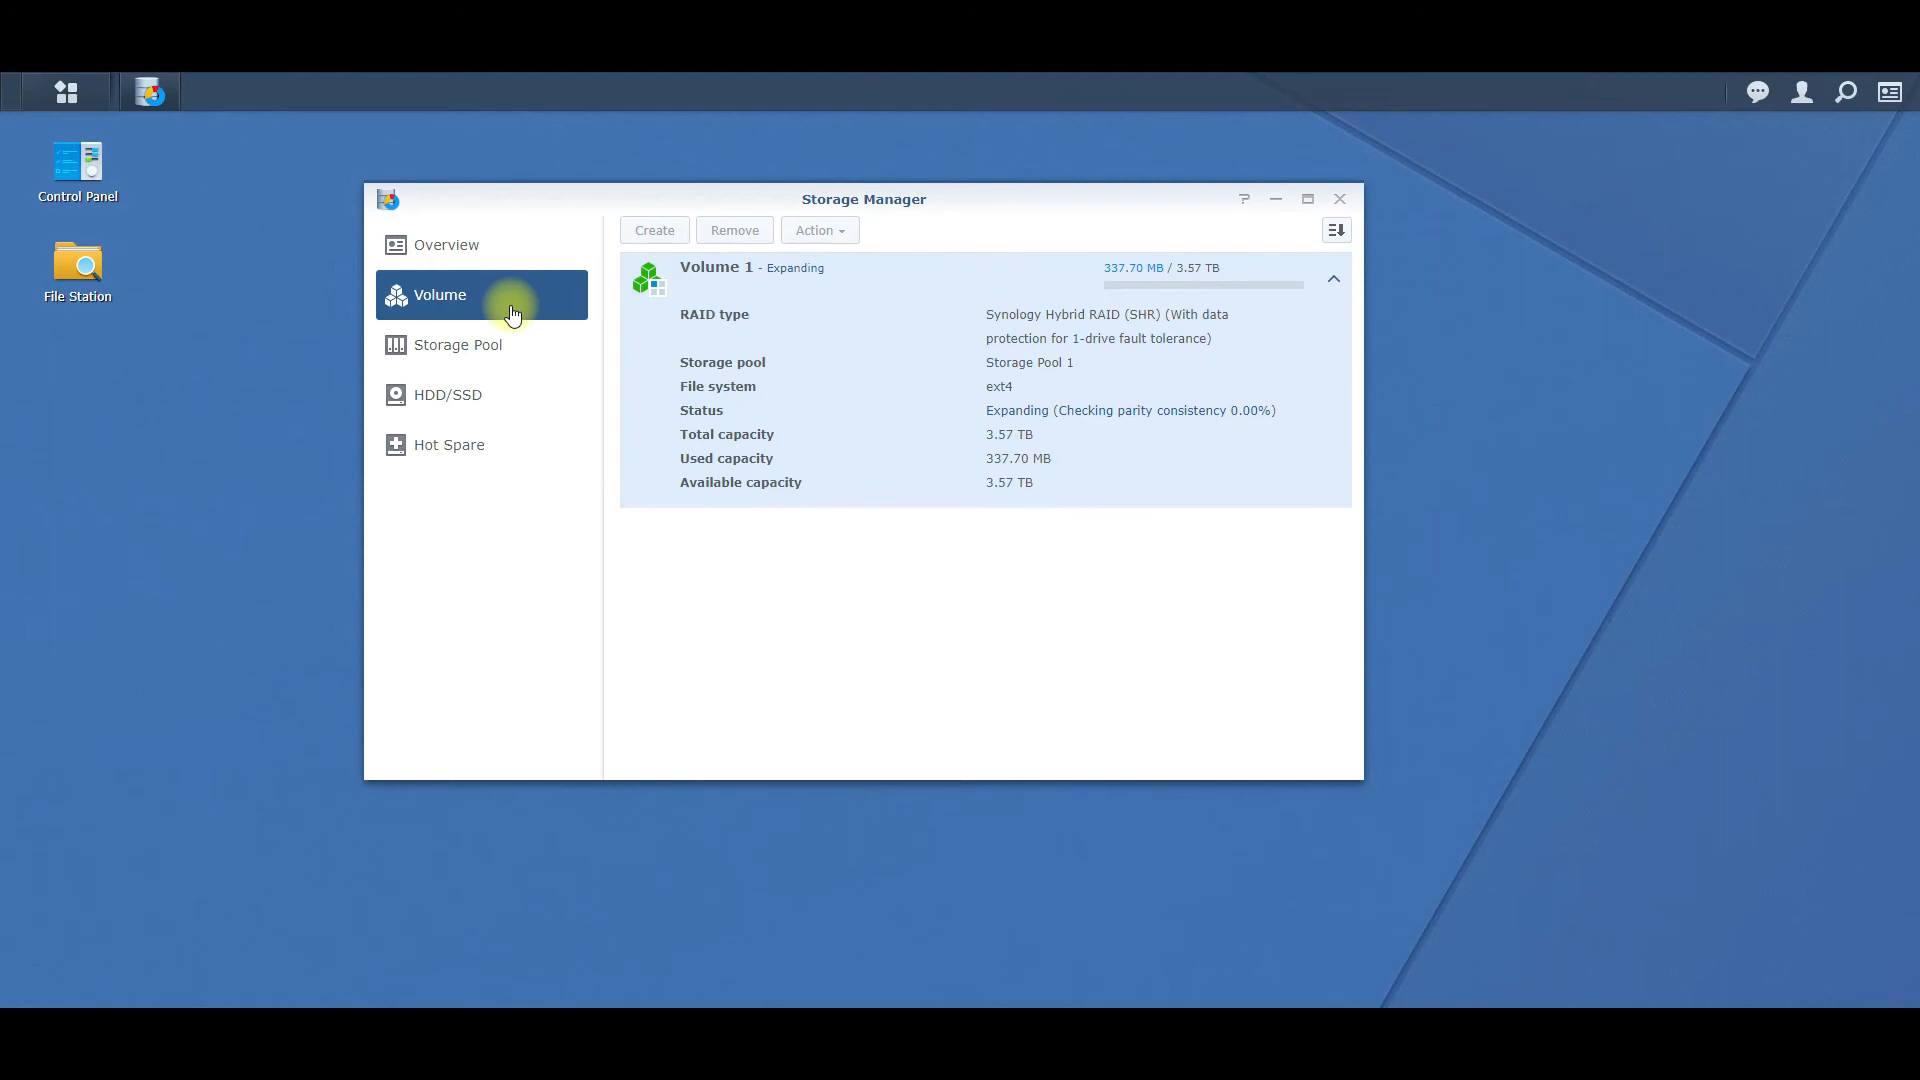 Control Panel
File Station
Storage Manager
Overview
Volume
Storage Pool
HDD/SSD
Hot Spare
Create Remove Action
Volume 1 - Expanding 337.70 MB / 3.57 TB
RAID type Synology Hybrid RAID (SHR) (With data
protection for 1-drive fault tolerance)
Storage pool Storage Pool 1
File system ext4
Status Expanding (Checking parity consistency 0.00%)
Total capacity 3.57 TB
Used capacity 337.70 MB
Available capacity 3.57 TB